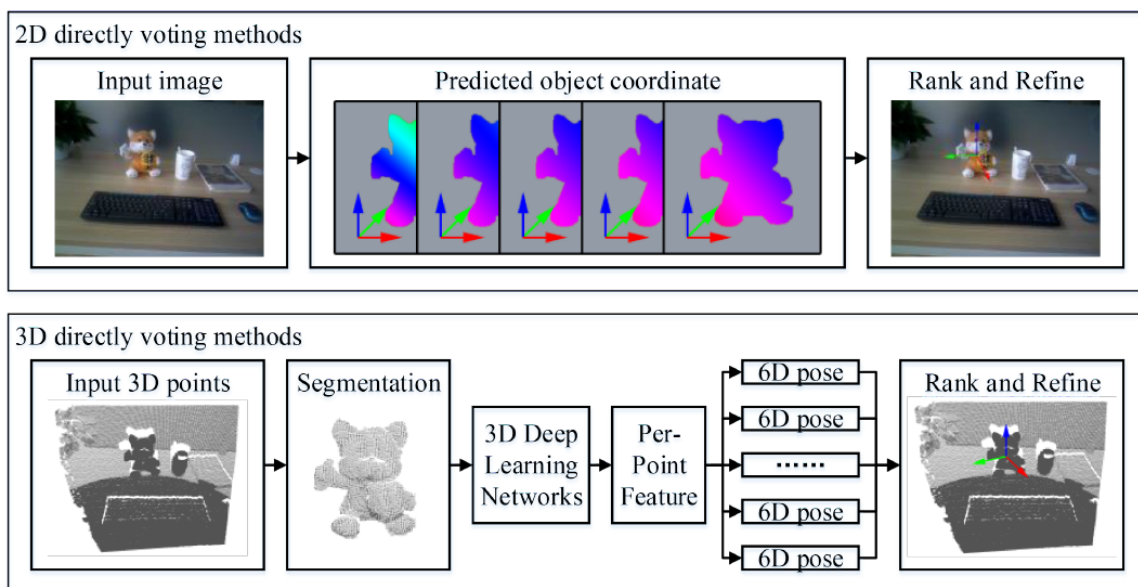 2D directly voting methods
Input image
Predicted object coordinate
Rank and Refine
3D directly voting methods
Input 3D points
Segmentation
3D Deep
Learning
Networks
Per-
Point
Feature
6D pose
6D pose
......
6D pose
6D pose
Rank and Refine